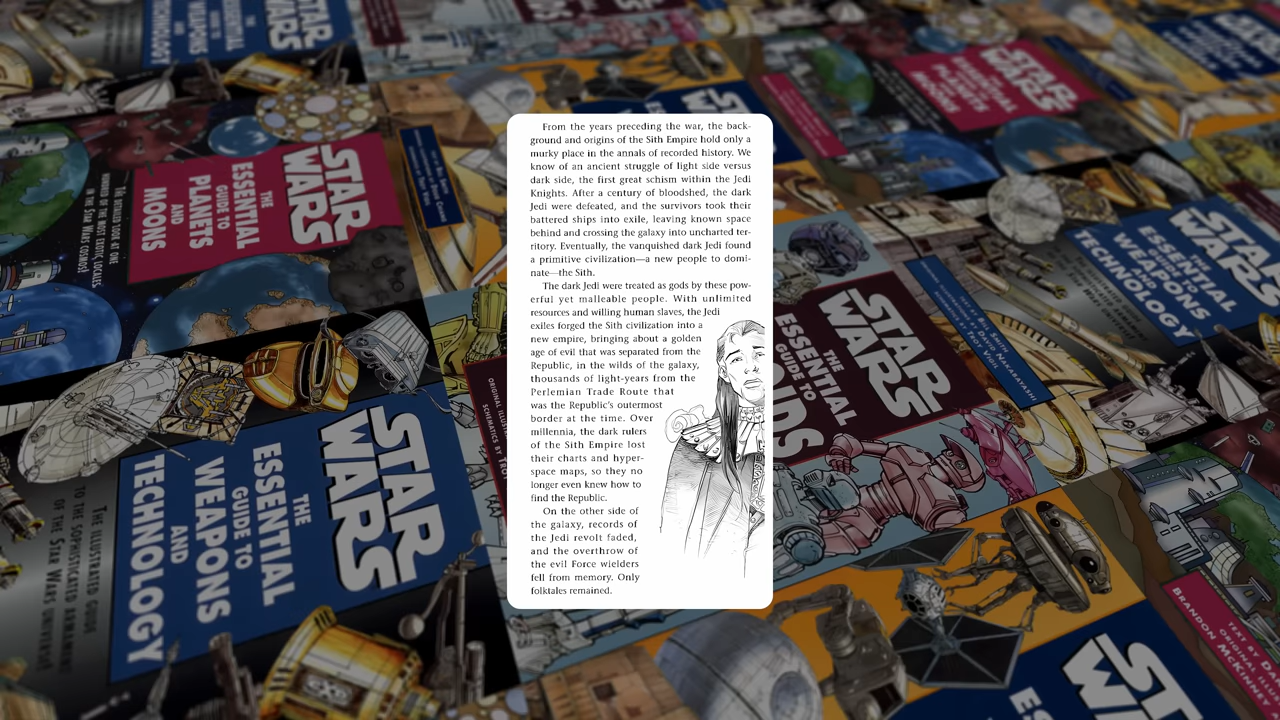 From the years preceding the war, the back-
ground and origins of the Sith Empire hold only a
murky place in the annals of recorded history. We
know of an ancient struggle of light side versus
dark side, the first great schism within the Jedi
Knights. After a century of bloodshed, the dark
Jedi were defeated, and the survivors took their
battered ships into exile, leaving known space
behind and crossing the galaxy into uncharted ter-
ritory. Eventually, the vanquished dark Jedi found
a primitive civilization—a new people to domi-
nate—the Sith.
The dark Jedi were treated as gods by these pow-
erful yet malleable people. With unlimited
resources and willing human slaves, the Jedi
exiles forged the Sith civilization into a
new empire, bringing about a golden
age of evil that was separated from the
Republic, in the wilds of the galaxy,
thousands of light-years from the
Perlemian Trade Route that
was the Republic's outermost
border at the time. Over
millennia, the dark rulers
of the Sith Empire lost
their charts and hyper-
space maps, so they no
longer even knew how to
find the Republic.
On the other side of
the galaxy, records of
the Jedi revolt faded,
and the overthrow of
the evil Force wielders
fell from memory. Only
folktales remained.
STAR
WARS
THE
ESSENTIAL
GUIDE TO
PLANETS
AND
MOONS
STAR
WARS
THE
ESSENTIAL
GUIDE TO
WEAPONS
AND
TECHNOLOGY
STAR
WARS
THE
ESSENTIAL
GUIDE TO
WEAPONS
AND
TECHNOLOGY
TEXT BY BILL SMITH
STAR
WARS
ESSENTIAL
GUIDE TO